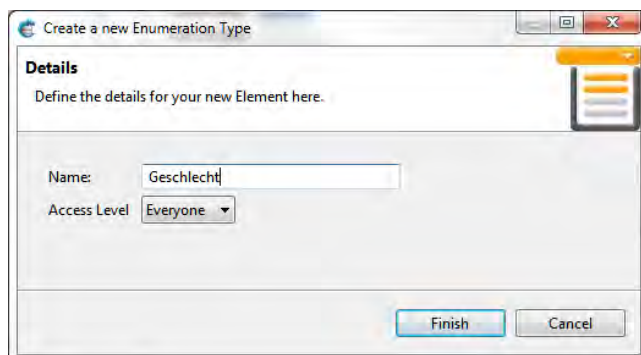 Create a new Enumeration Type
Details
Define the details for your new Element here.
Name: Geschlecht
Access Level Everyone
Finish Cancel